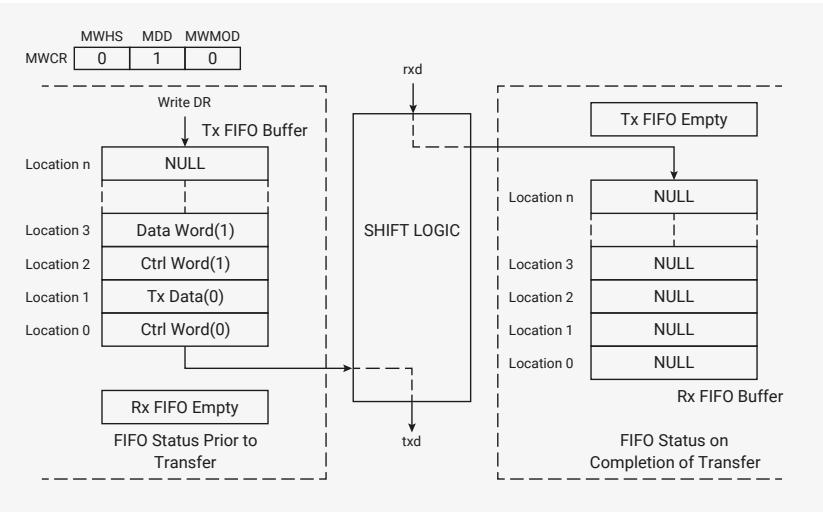 MWHS MDD MWMOD
MWCR 0 1 0
rxd
Write DR
Tx FIFO Buffer
Location n NULL
Location 3 Data Word(1)
Location 2 Ctrl Word(1)
Location 1 Tx Data(0)
Location 0 Ctrl Word(0)
Rx FIFO Empty
FIFO Status Prior to
Transfer
SHIFT LOGIC
txd
Tx FIFO Empty
Location n NULL
Location 3 NULL
Location 2 NULL
Location 1 NULL
Location 0 NULL
Rx FIFO Buffer
FIFO Status on
Completion of Transfer